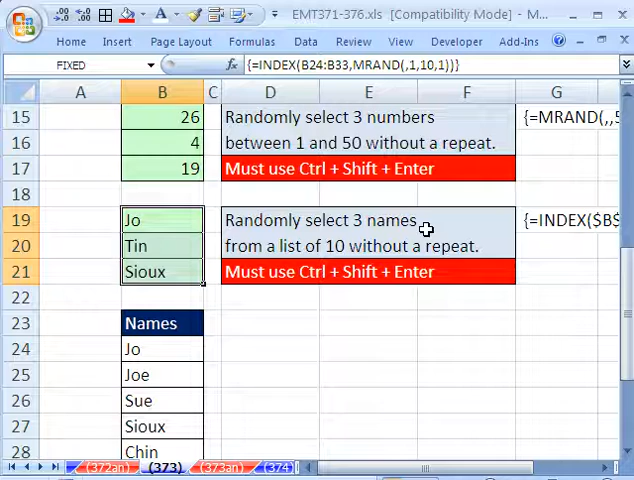 EMT371-376.xls [Compatibility Mode] - M...
Home Insert Page Layout Formulas Data Review View Developer Add-Ins
FIXED {=INDEX(B24:B33,MRAND(,1,10,1))}
A B C D E F G
15 26 Randomly select 3 numbers {=MRAND(,,5
16 4 between 1 and 50 without a repeat.
17 19 Must use Ctrl + Shift + Enter
18
19 Jo Randomly select 3 names {=INDEX($B$
20 Tin from a list of 10 without a repeat.
21 Sioux Must use Ctrl + Shift + Enter
22
23 Names
24 Jo
25 Joe
26 Sue
27 Sioux
28 Chin
(372an) (373) (373an) (374